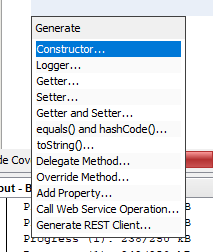 Generate
Constructor...
Logger...
Getter...
Setter...
Getter and Setter...
equals() and hashCode()...
toString()...
Delegate Method...
Override Method...
Add Property...
Call Web Service Operation...
Generate REST Client...
de Cov
put - B
P
B
P
B
Progress (1): 238/280 kB